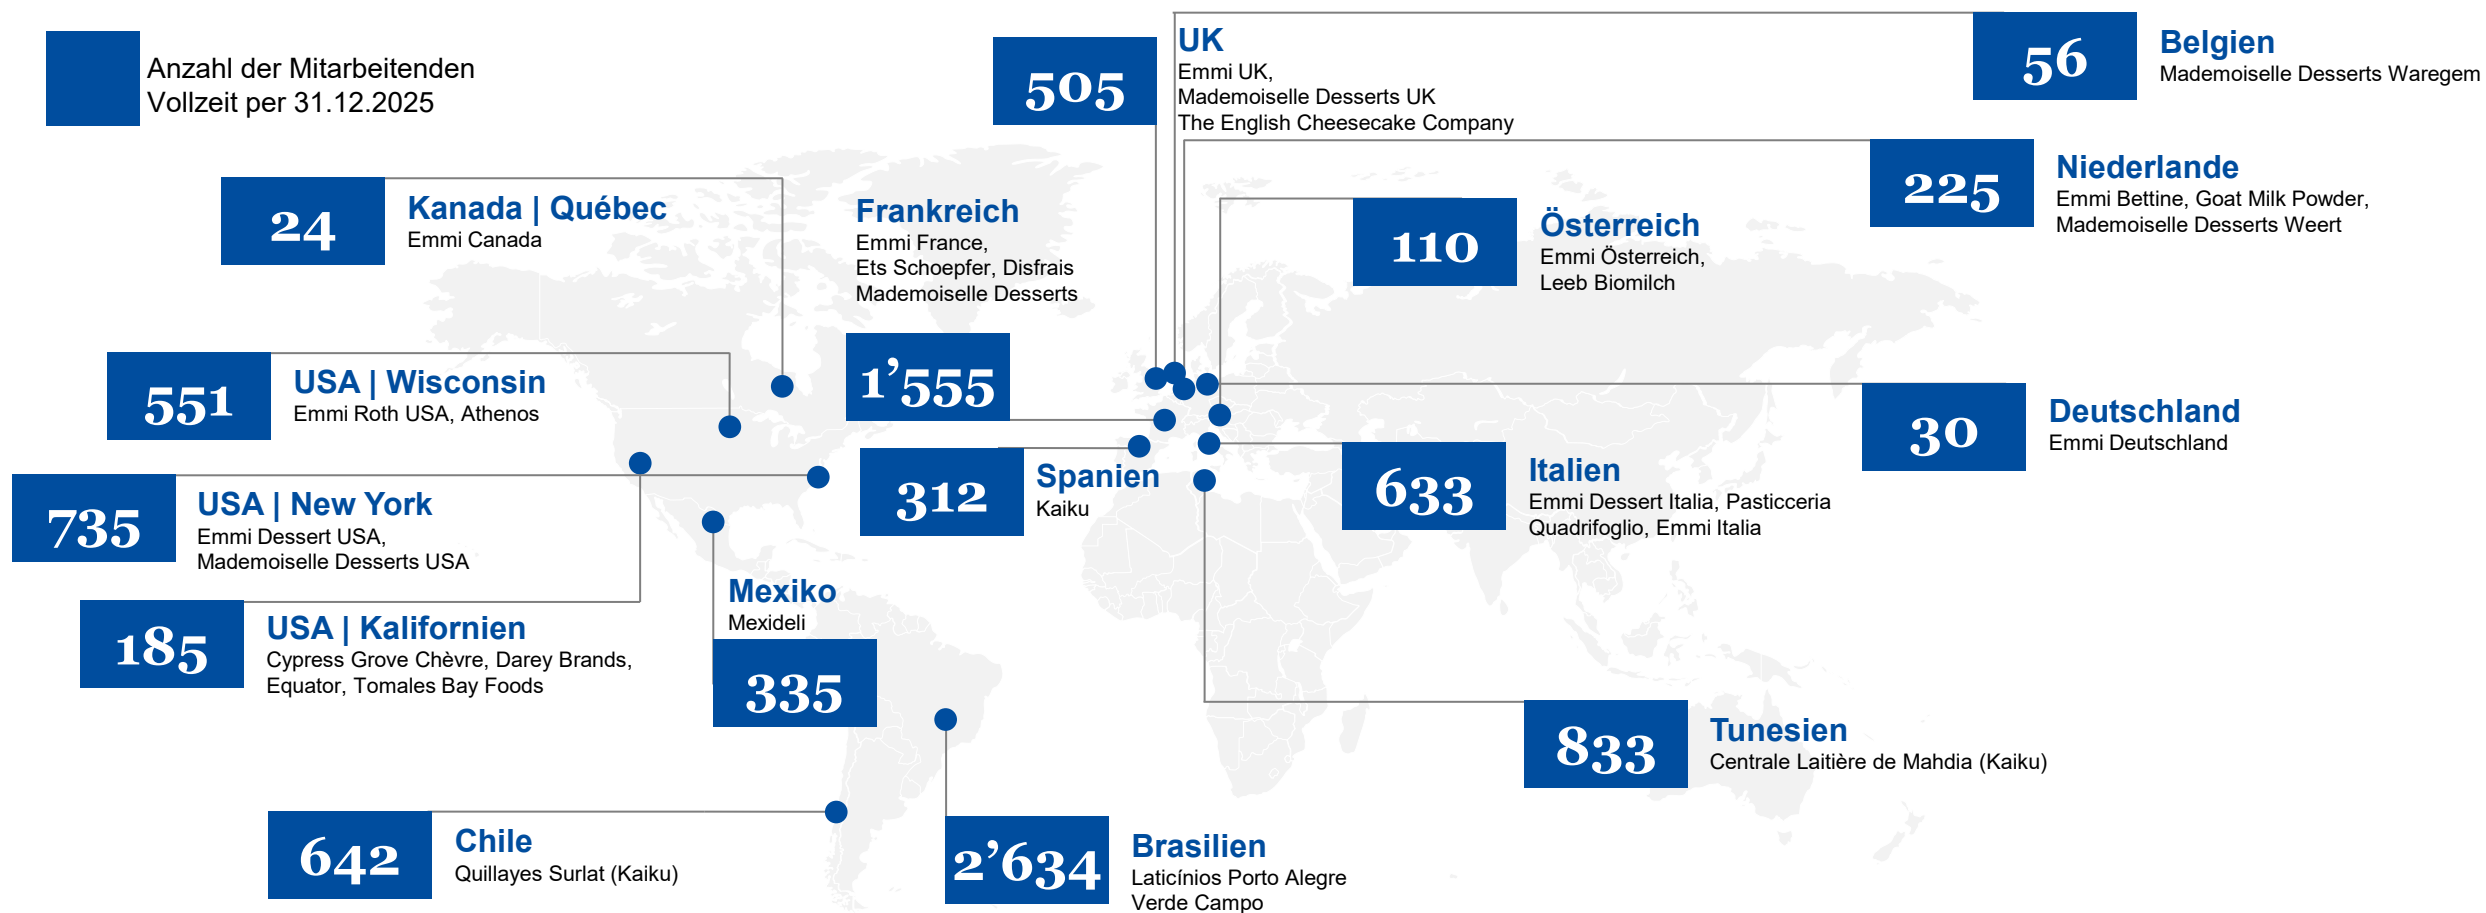 Anzahl der Mitarbeitenden
Vollzeit per 31.12.2025
505
UK
Emmi UK,
Mademoiselle Desserts UK
The English Cheesecake Company
56
Belgien
Mademoiselle Desserts Waregem
225
Niederlande
Emmi Bettine, Goat Milk Powder,
Mademoiselle Desserts Weert
24
Kanada | Québec
Emmi Canada
Frankreich
Emmi France,
Ets Schoepfer, Disfrais
Mademoiselle Desserts
1’555
110
Österreich
Emmi Österreich,
Leeb Biomilch
551
USA | Wisconsin
Emmi Roth USA, Athenos
30
Deutschland
Emmi Deutschland
735
USA | New York
Emmi Dessert USA,
Mademoiselle Desserts USA
312
Spanien
Kaiku
633
Italien
Emmi Dessert Italia, Pasticceria
Quadrifoglio, Emmi Italia
185
USA | Kalifornien
Cypress Grove Chèvre, Darey Brands,
Equator, Tomales Bay Foods
Mexiko
Mexideli
335
833
Tunesien
Centrale Laitière de Mahdia (Kaiku)
642
Chile
Quillayes Surlat (Kaiku)
2’634
Brasilien
Laticínios Porto Alegre
Verde Campo